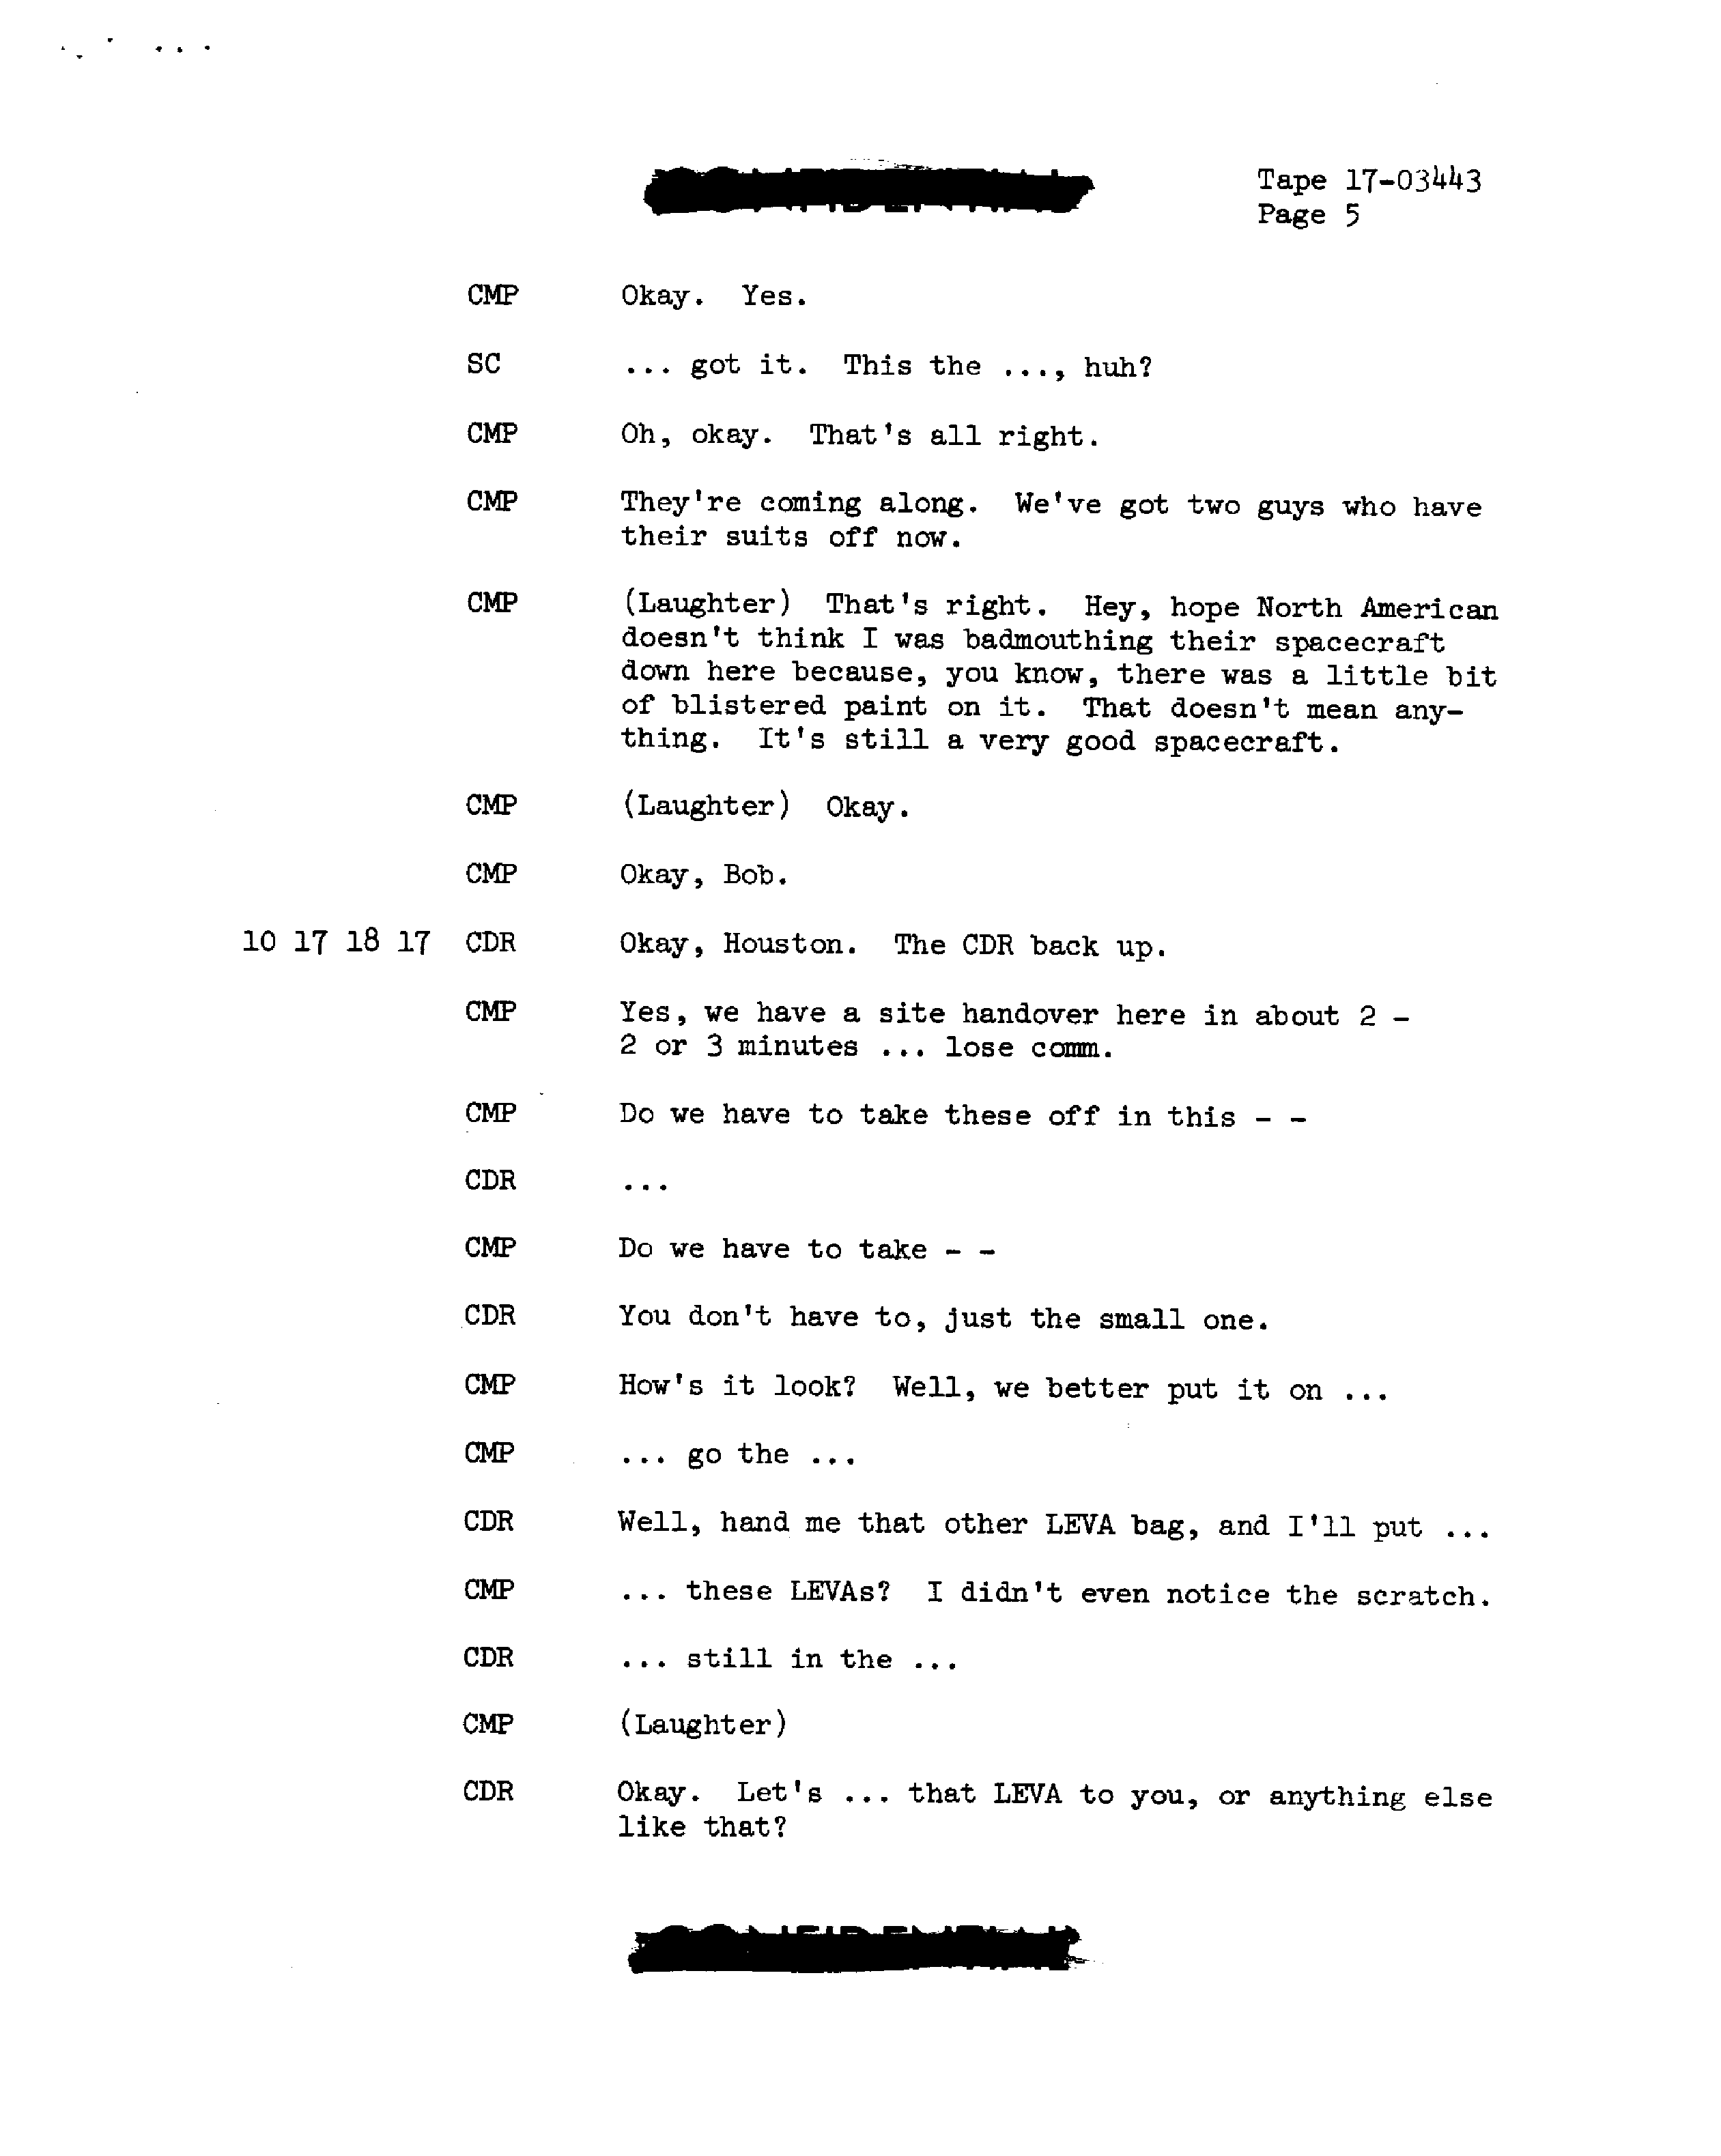 Tape 17-03443
Page 5
CMP Okay. Yes.
SC ... got it. This the ..., huh?
CMP Oh, okay. That's all right.
CMP They're coming along. We've got two guys who have
their suits off now.
CMP (Laughter) That's right. Hey, hope North American
doesn't think I was badmouthing their spacecraft
down here because, you know, there was a little bit
of blistered paint on it. That doesn't mean any-
thing. It's still a very good spacecraft.
CMP (Laughter) Okay.
CMP Okay, Bob.
10 17 18 17 CDR Okay, Houston. The CDR back up.
CMP Yes, we have a site handover here in about 2 -
2 or 3 minutes ... lose comm.
CMP Do we have to take these off in this - -
CDR ...
CMP Do we have to take - -
CDR You don't have to, just the small one.
CMP How's it look? Well, we better put it on ...
CMP ... go the ...
CDR Well, hand me that other LEVA bag, and I'll put ...
CMP ... these LEVAs? I didn't even notice the scratch.
CDR ... still in the ...
CMP (Laughter)
CDR Okay. Let's ... that LEVA to you, or anything else
like that?